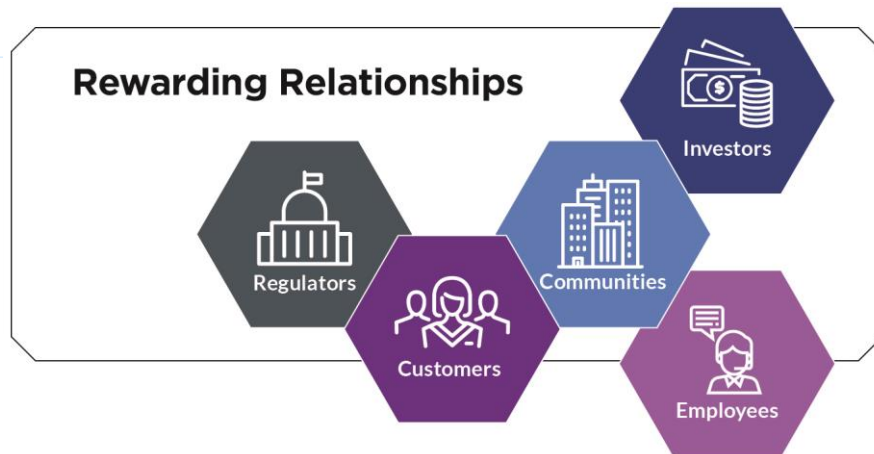 Rewarding Relationships
Investors
Regulators
Communities
Customers
Employees
$